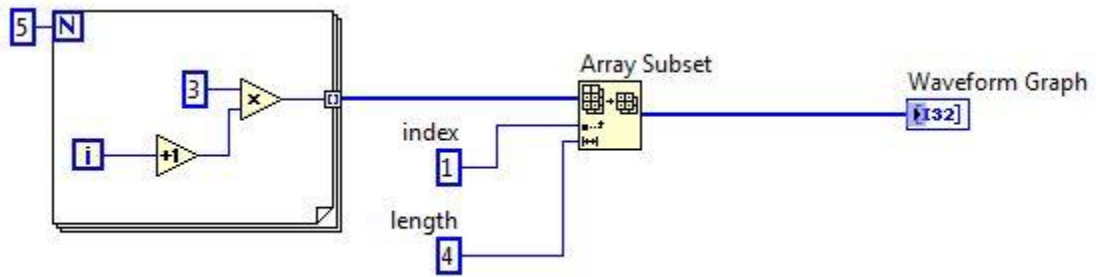 5 N
3
×
i
+1
Array Subset
index
1
length
4
Waveform Graph
[I32]